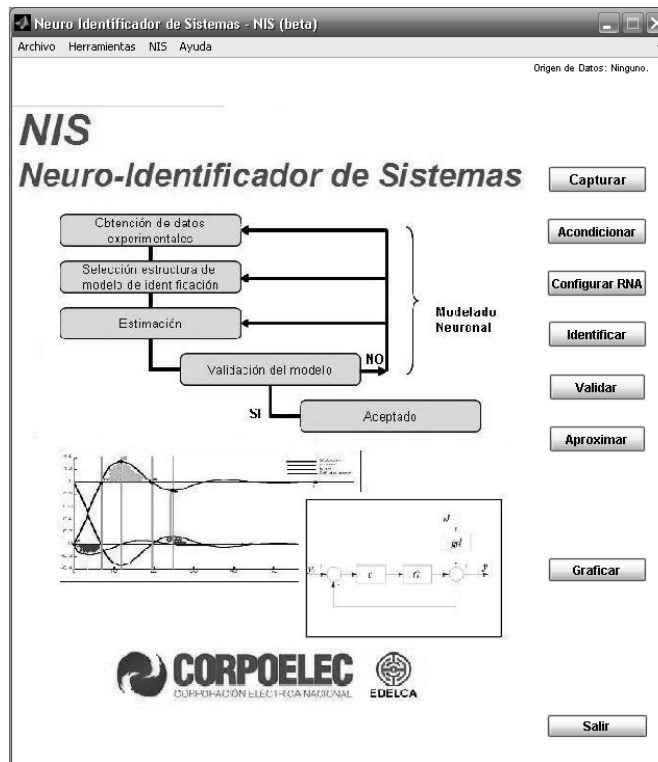 Neuro Identificador de Sistemas - NIS (beta)
Archivo Herramientas NIS Ayuda
Origen de Datos: Ninguno.
NIS
Neuro-Identificador de Sistemas
Obtención de datos
experimentales
Selección estructura de
modelo de identificación
Estimación
Validación del modelo
NO
SI
Aceptado
Modelado
Neuronal
Capturar
Acondicionar
Configurar RNA
Identificar
Validar
Aproximar
Graficar
Salir
d
gd
c
y
CORPOELEC
CORPORACIÓN ELÉCTRICA NACIONAL
EDELCA